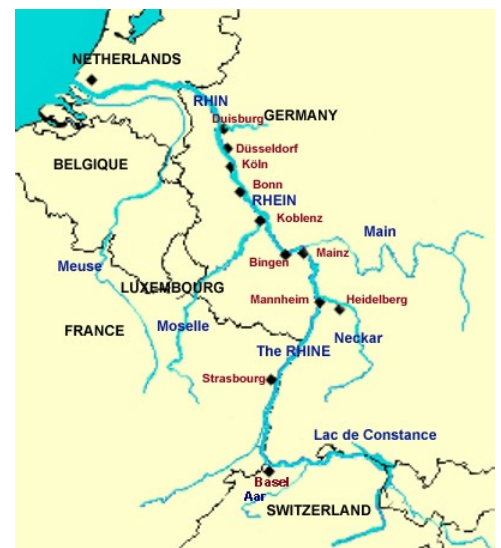 NETHERLANDS
RHIN
GERMANY
Duisburg
Düsseldorf
BELGIQUE
Köln
Bonn
RHEIN
Koblenz
Main
Mainz
Bingen
Meuse
LUXEMBOURG
Mannheim
Heidelberg
FRANCE
Moselle
Neckar
The RHINE
Strasbourg
Lac de Constance
Basel
Aar
SWITZERLAND